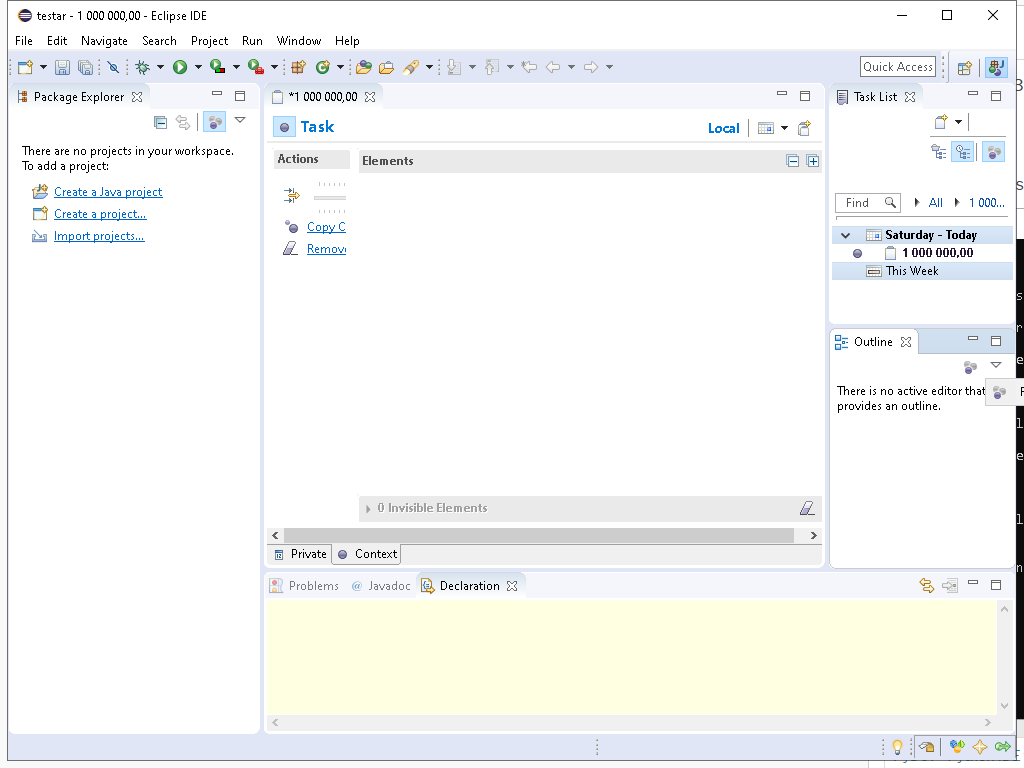 testar - 1 000 000,00 - Eclipse IDE
File Edit Navigate Search Project Run Window Help
Quick Access
Package Explorer
There are no projects in your workspace.
To add a project:
Create a Java project
Create a project...
Import projects...
*1 000 000,00
Task
Local
Actions
Elements
Copy C
Remov
0 Invisible Elements
Private Context
Problems Javadoc Declaration
Task List
Find All 1 000...
Saturday - Today
1 000 000,00
This Week
Outline
There is no active editor that
provides an outline.